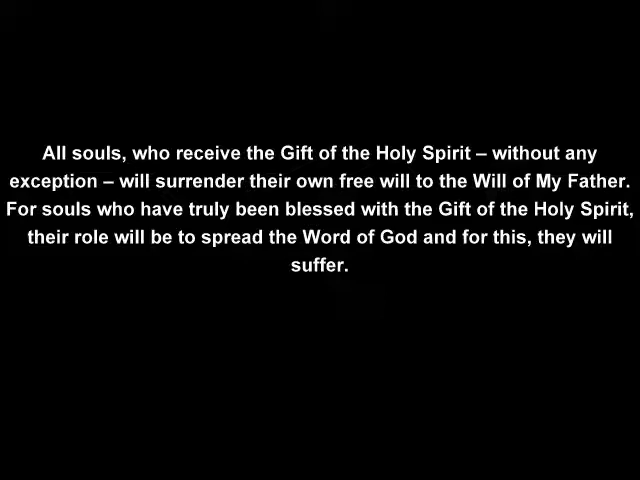 All souls, who receive the Gift of the Holy Spirit – without any
exception – will surrender their own free will to the Will of My Father.
For souls who have truly been blessed with the Gift of the Holy Spirit,
their role will be to spread the Word of God and for this, they will
suffer.